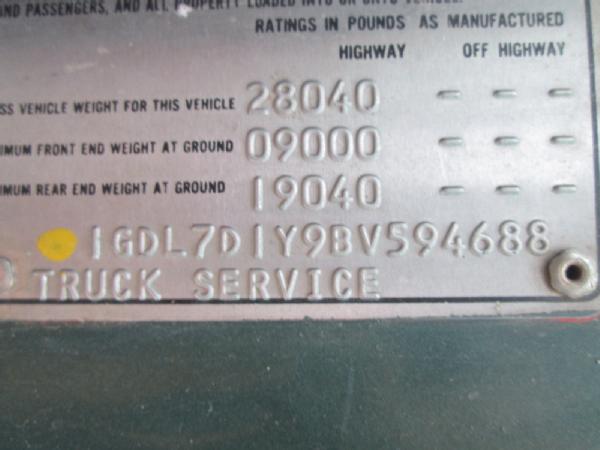 AND PASSENGERS, AND ALL PROPERTY LOADED INTO OR ONTO VEHICLE.
RATINGS IN POUNDS AS MANUFACTURED
HIGHWAY OFF HIGHWAY
SS VEHICLE WEIGHT FOR THIS VEHICLE 28040 - - -
IMUM FRONT END WEIGHT AT GROUND 09000 - - -
IMUM REAR END WEIGHT AT GROUND 19040 - - -
1GDL7D1Y9BV594688
TRUCK SERVICE